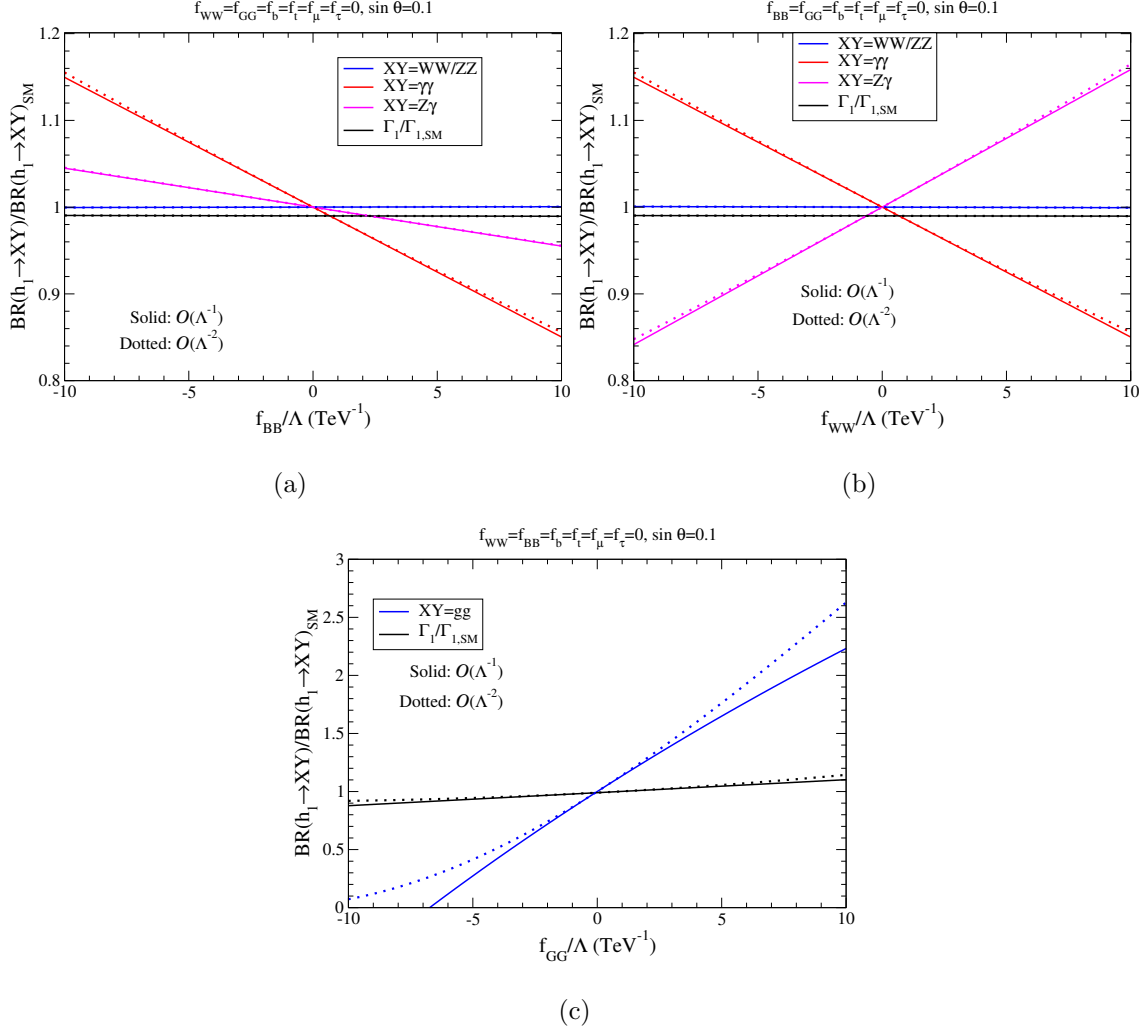 f_WW=f_GG=f_b=f_t=f_μ=f_τ=0, sin θ=0.1
BR(h_1→XY)/BR(h_1→XY)_SM
1.2
1.1
1
0.9
0.8
XY=WW/ZZ
XY=γγ
XY=Zγ
Γ_1/Γ_1,SM
Solid: O(Λ^-1)
Dotted: O(Λ^-2)
-10 -5 0 5 10
f_BB/Λ (TeV^-1)
(a)
f_BB=f_GG=f_b=f_t=f_μ=f_τ=0, sin θ=0.1
BR(h_1→XY)/BR(h_1→XY)_SM
1.2
1.1
1
0.9
0.8
XY=WW/ZZ
XY=γγ
XY=Zγ
Γ_1/Γ_1,SM
Solid: O(Λ^-1)
Dotted: O(Λ^-2)
-10 -5 0 5 10
f_WW/Λ (TeV^-1)
(b)
f_WW=f_BB=f_b=f_t=f_μ=f_τ=0, sin θ=0.1
BR(h_1→XY)/BR(h_1→XY)_SM
3
2.5
2
1.5
1
0.5
0
XY=gg
Γ_1/Γ_1,SM
Solid: O(Λ^-1)
Dotted: O(Λ^-2)
-10 -5 0 5 10
f_GG/Λ (TeV^-1)
(c)